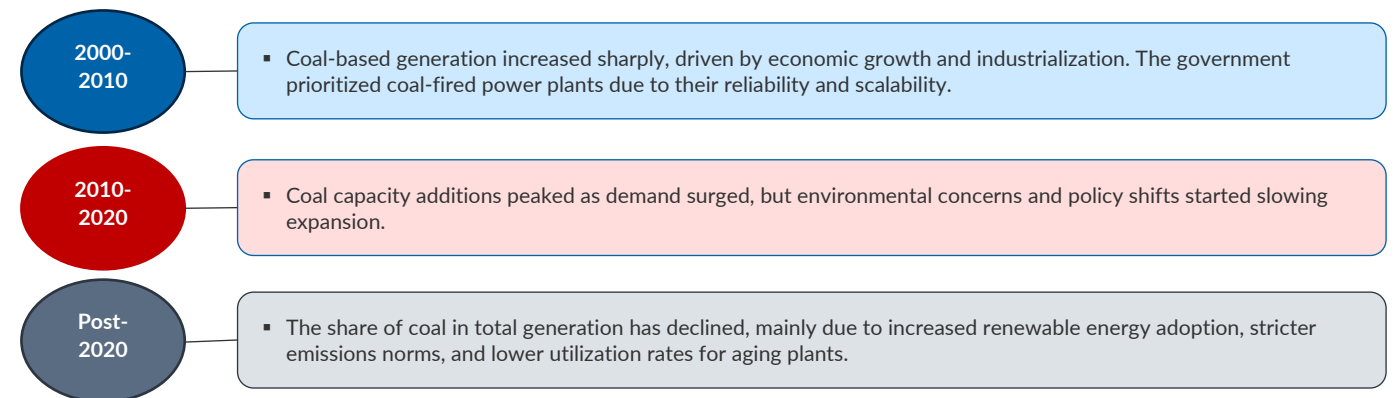 2000-
2010
▪ Coal-based generation increased sharply, driven by economic growth and industrialization. The government
prioritized coal-fired power plants due to their reliability and scalability.
2010-
2020
▪ Coal capacity additions peaked as demand surged, but environmental concerns and policy shifts started slowing
expansion.
Post-
2020
▪ The share of coal in total generation has declined, mainly due to increased renewable energy adoption, stricter
emissions norms, and lower utilization rates for aging plants.